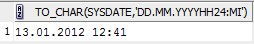 TO_CHAR(SYSDATE,'DD.MM.YYYYHH24:MI')
1 13.01.2012 12:41